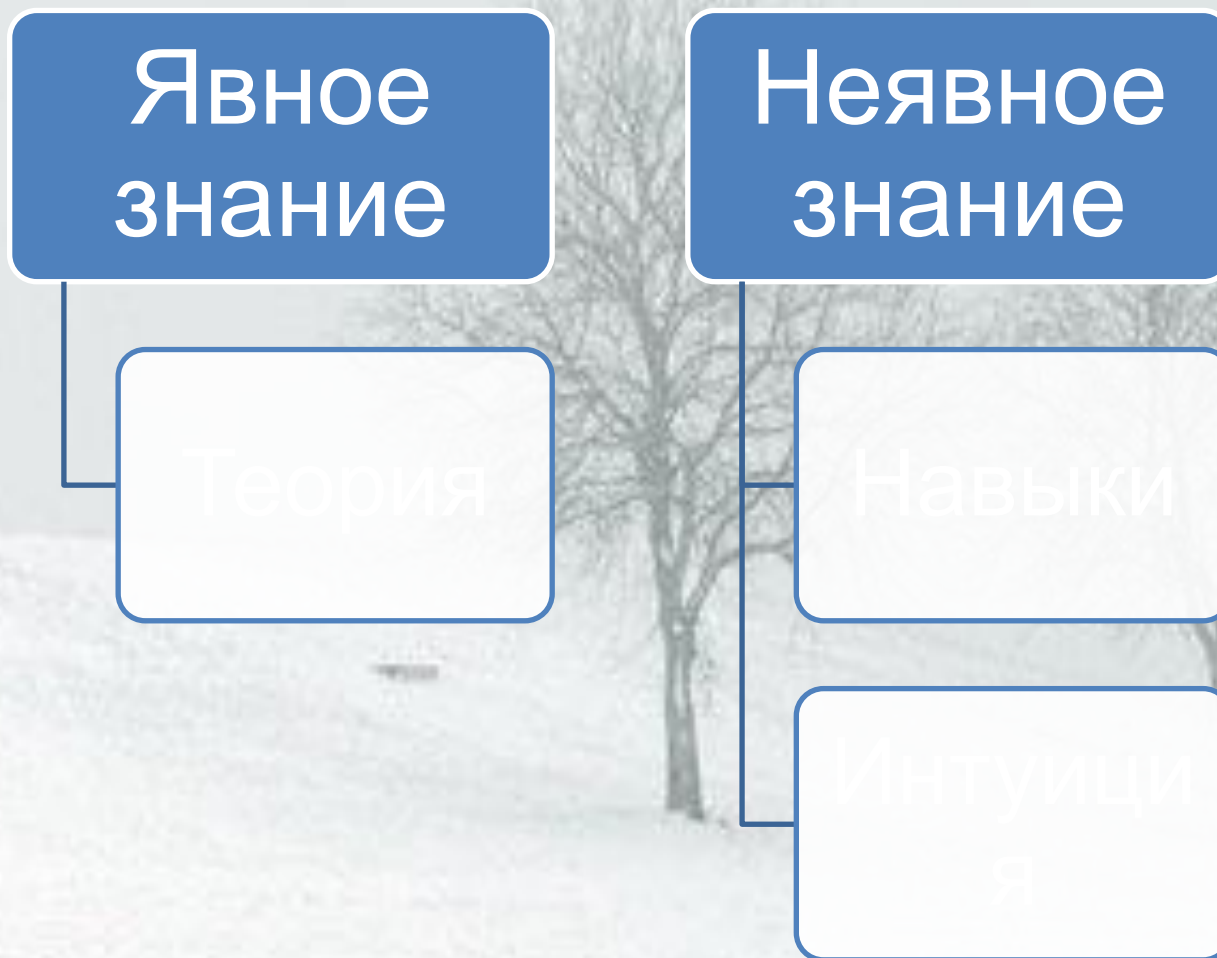 Явное
знание
Теория
Неявное
знание
Навыки
Интуици
я